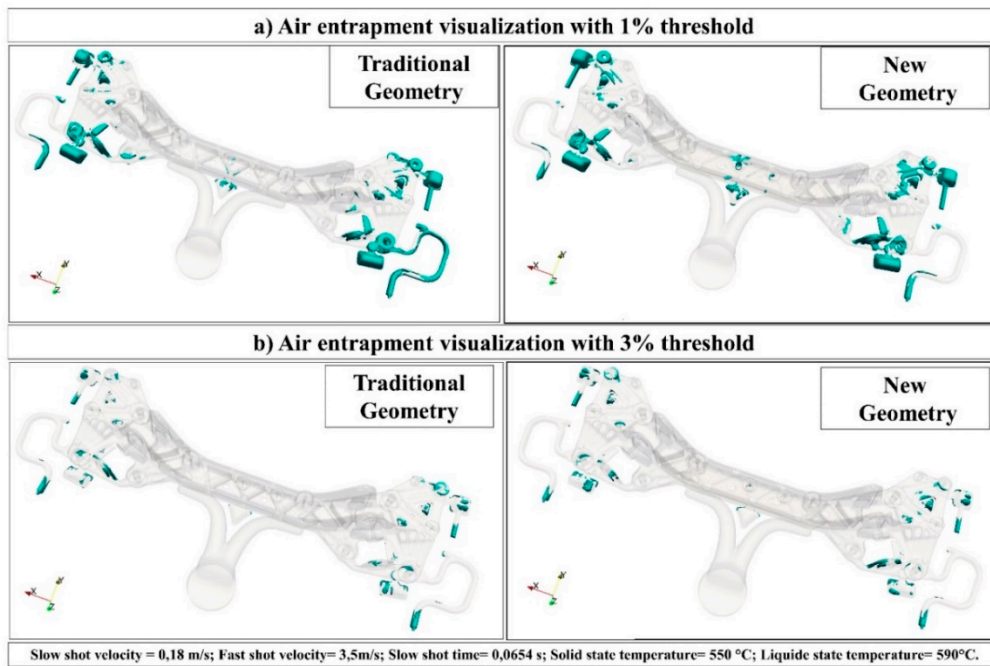 a) Air entrapment visualization with 1% threshold
Traditional
Geometry
New
Geometry
X
Y
Z
X
Y
Z
b) Air entrapment visualization with 3% threshold
Traditional
Geometry
New
Geometry
X
Y
Z
X
Y
Z
Slow shot velocity = 0,18 m/s; Fast shot velocity= 3,5m/s; Slow shot time= 0,0654 s; Solid state temperature= 550 °C; Liquide state temperature= 590°C.